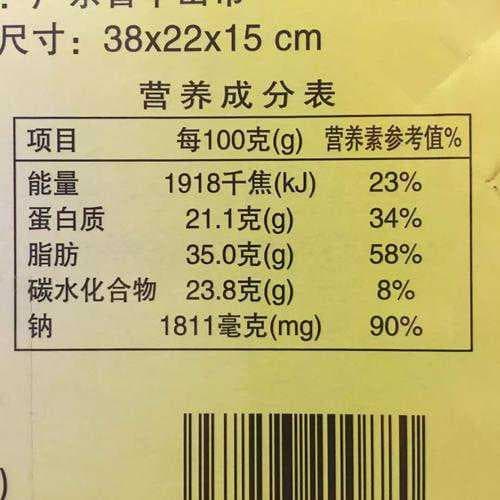 尺寸：38x22x15 cm
营养成分表
项目 每100克(g) 营养素参考值%
能量 1918千焦(kJ) 23%
蛋白质 21.1克(g) 34%
脂肪 35.0克(g) 58%
碳水化合物 23.8克(g) 8%
钠 1811毫克(mg) 90%